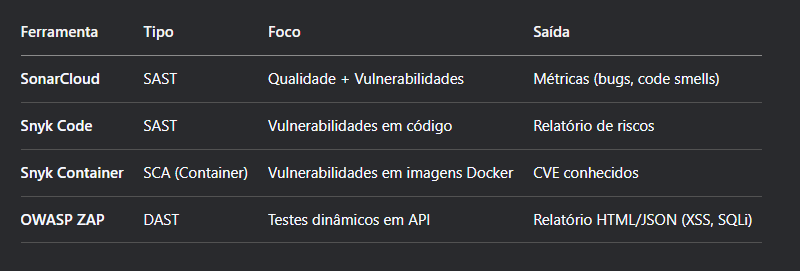 Ferramenta Tipo Foco Saída
SonarCloud SAST Qualidade + Vulnerabilidades Métricas (bugs, code smells)
Snyk Code SAST Vulnerabilidades em código Relatório de riscos
Snyk Container SCA (Container) Vulnerabilidades em imagens Docker CVE conhecidos
OWASP ZAP DAST Testes dinâmicos em API Relatório HTML/JSON (XSS, SQLi)